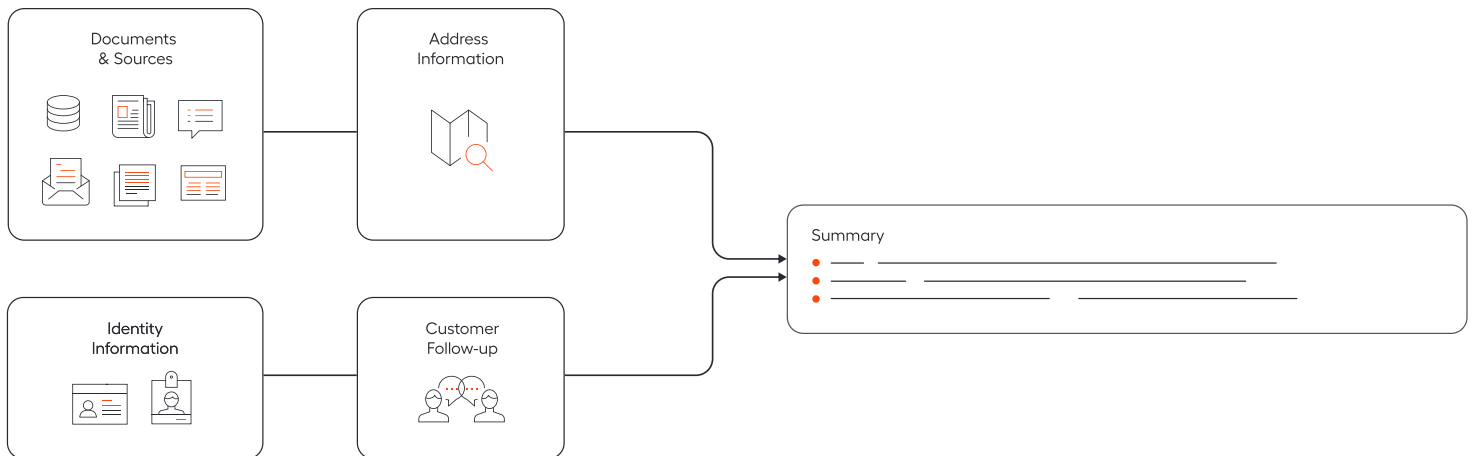 Documents
& Sources
Address
Information
Summary
Identity
Information
Customer
Follow-up